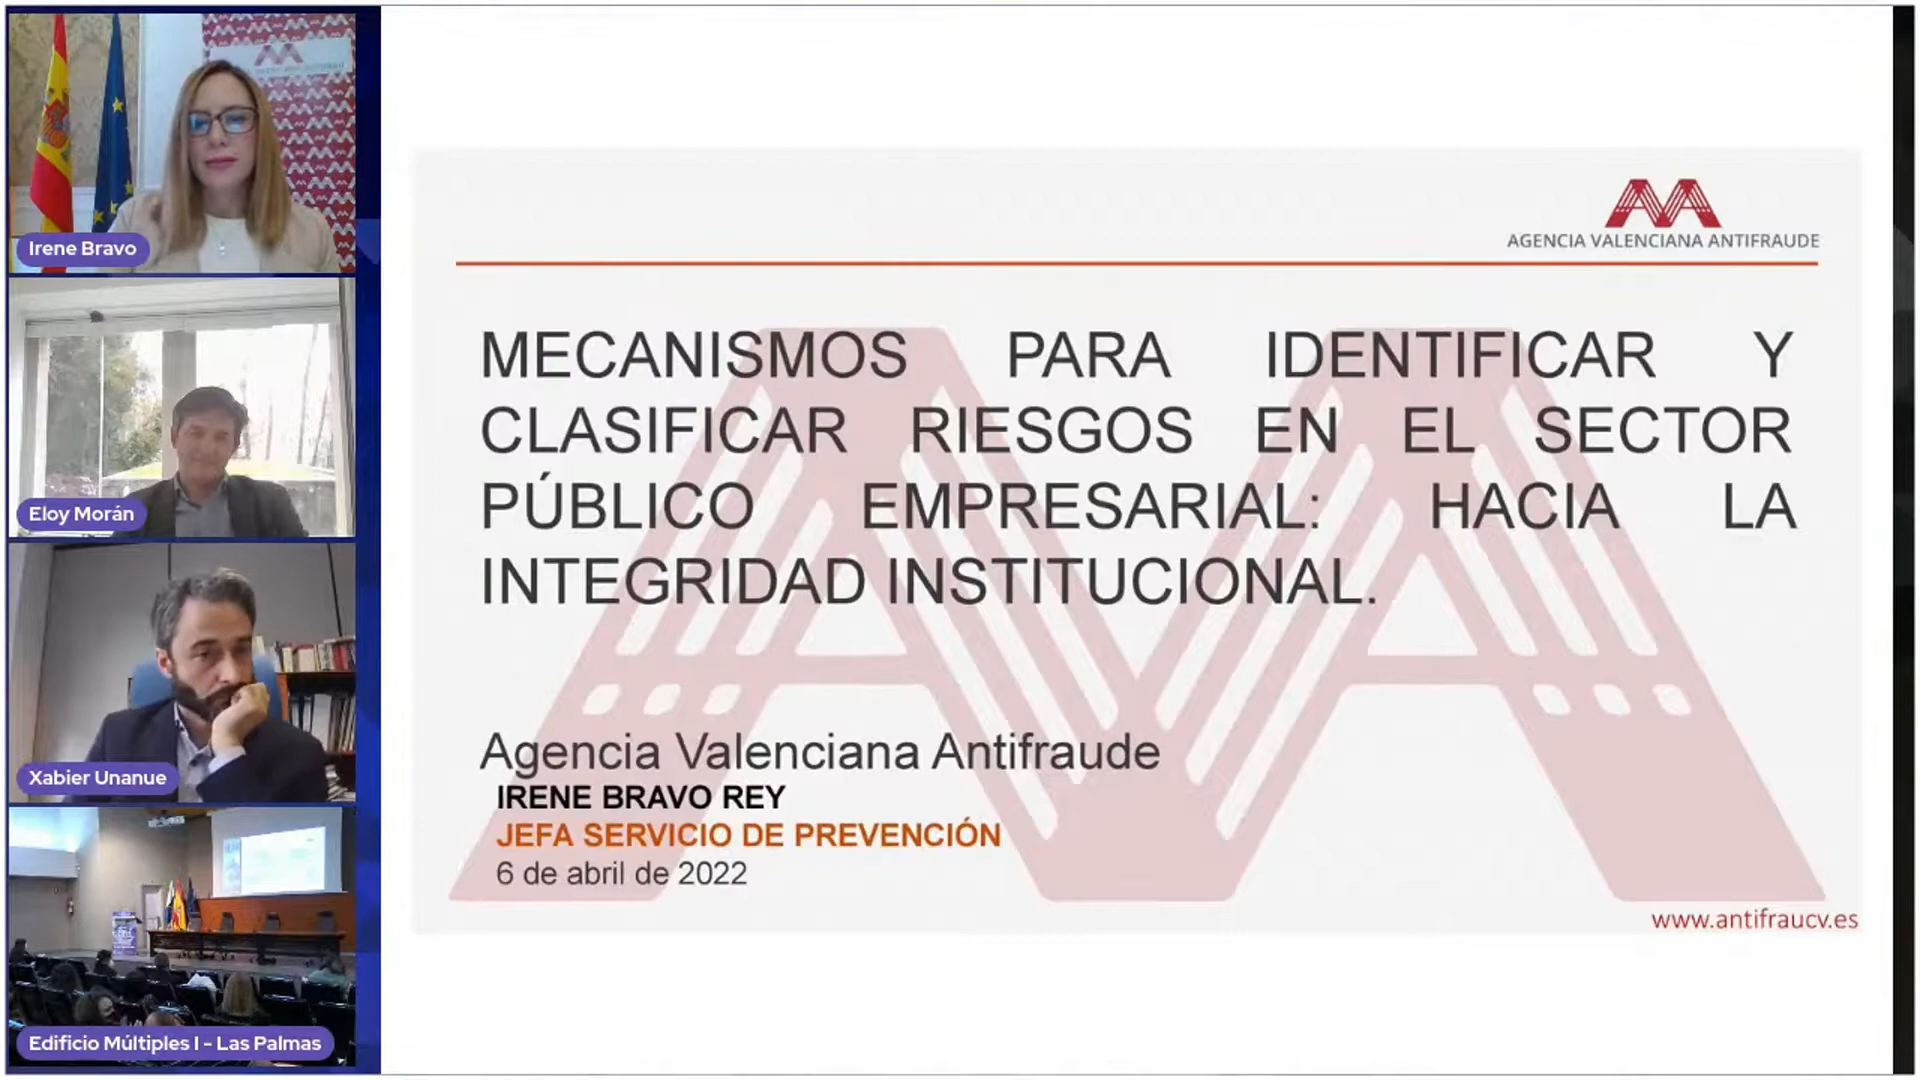 Irene Bravo
Eloy Morán
Xabier Unanue
Edificio Múltiples I - Las Palmas
AGENCIA VALENCIANA ANTIFRAUDE
MECANISMOS PARA IDENTIFICAR Y
CLASIFICAR RIESGOS EN EL SECTOR
PÚBLICO EMPRESARIAL: HACIA LA
INTEGRIDAD INSTITUCIONAL.
Agencia Valenciana Antifraude
IRENE BRAVO REY
JEFA SERVICIO DE PREVENCIÓN
6 de abril de 2022
www.antifraucv.es